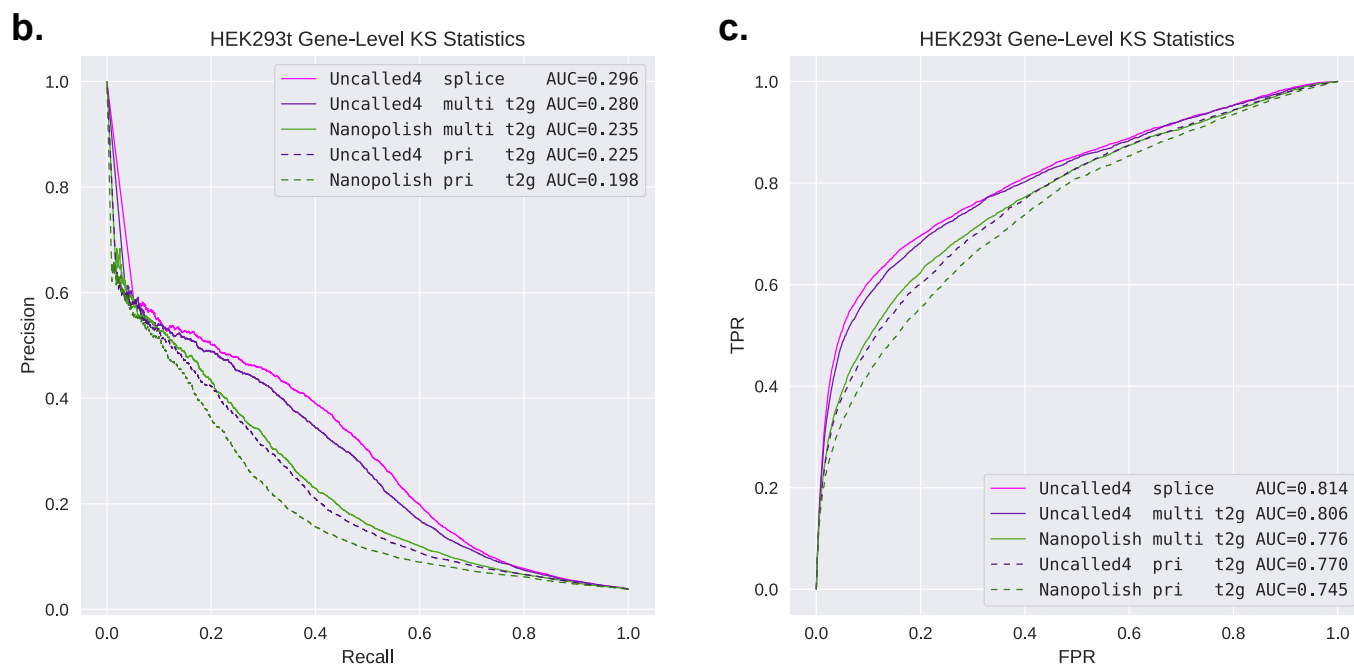 b.
HEK293t Gene-Level KS Statistics
Uncalled4 splice AUC=0.296
Uncalled4 multi t2g AUC=0.280
Nanopolish multi t2g AUC=0.235
Uncalled4 pri t2g AUC=0.225
Nanopolish pri t2g AUC=0.198
1.0
0.8
0.6
0.4
0.2
0.0
Precision
0.0 0.2 0.4 0.6 0.8 1.0
Recall
c.
HEK293t Gene-Level KS Statistics
1.0
0.8
0.6
0.4
0.2
0.0
TPR
Uncalled4 splice AUC=0.814
Uncalled4 multi t2g AUC=0.806
Nanopolish multi t2g AUC=0.776
Uncalled4 pri t2g AUC=0.770
Nanopolish pri t2g AUC=0.745
0.0 0.2 0.4 0.6 0.8 1.0
FPR